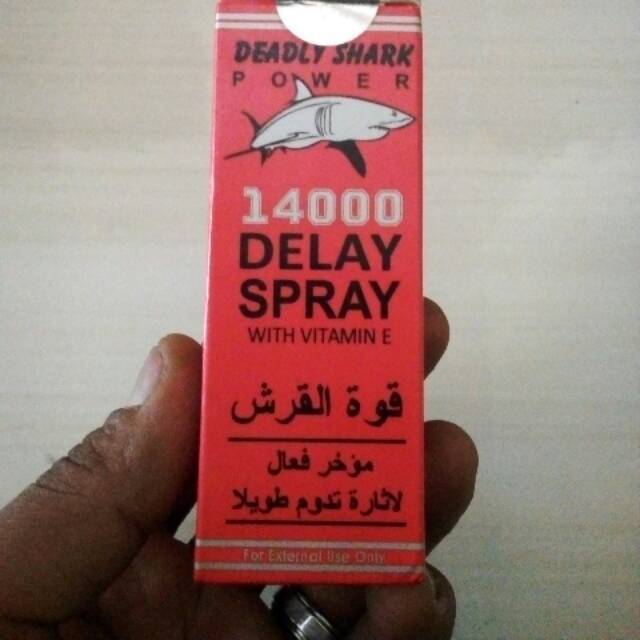 DEADLY SHARK
POWER
14000
DELAY
SPRAY
WITH VITAMIN E
قوة القرش
مؤخر فعال
لاثارة تدوم طويلا
For External Use Only